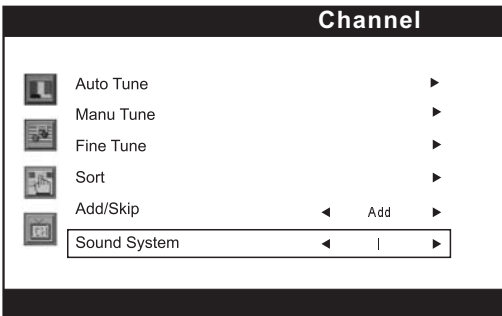 Channel
Auto Tune
Manu Tune
Fine Tune
Sort
Add/Skip Add
Sound System I